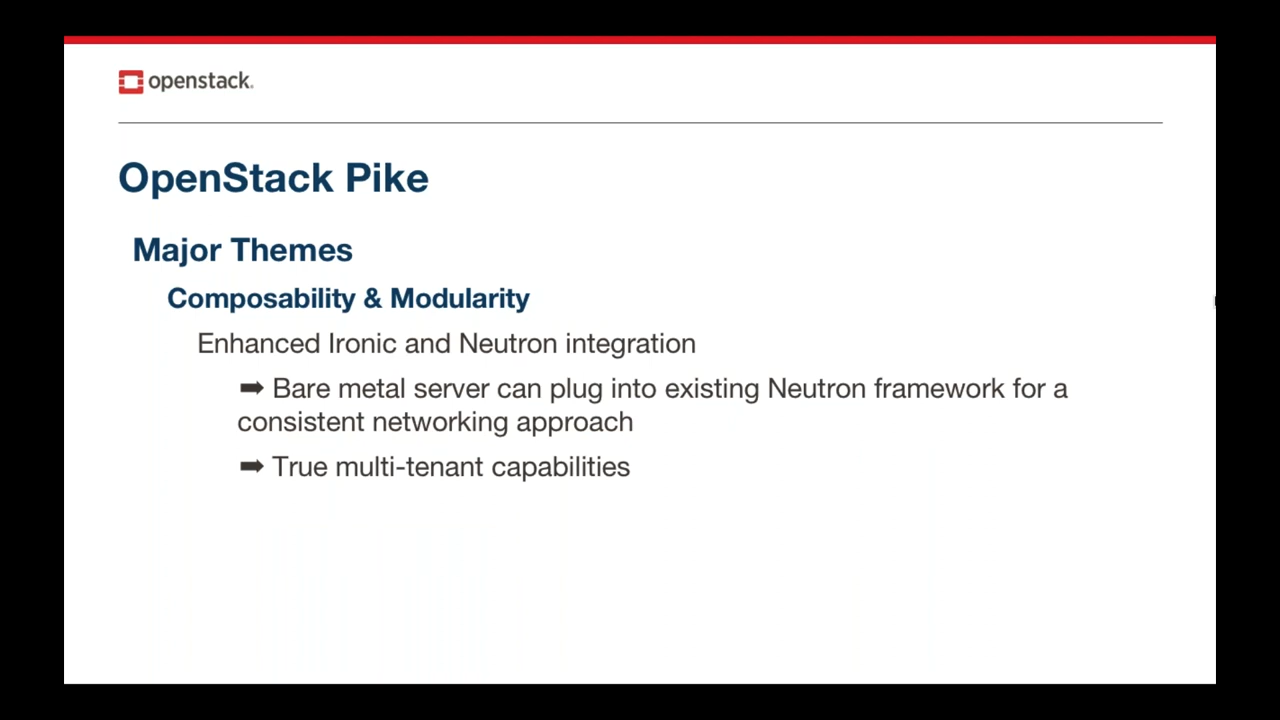 openstack.
OpenStack Pike
Major Themes
Composability & Modularity
Enhanced Ironic and Neutron integration
➡ Bare metal server can plug into existing Neutron framework for a
consistent networking approach
➡ True multi-tenant capabilities